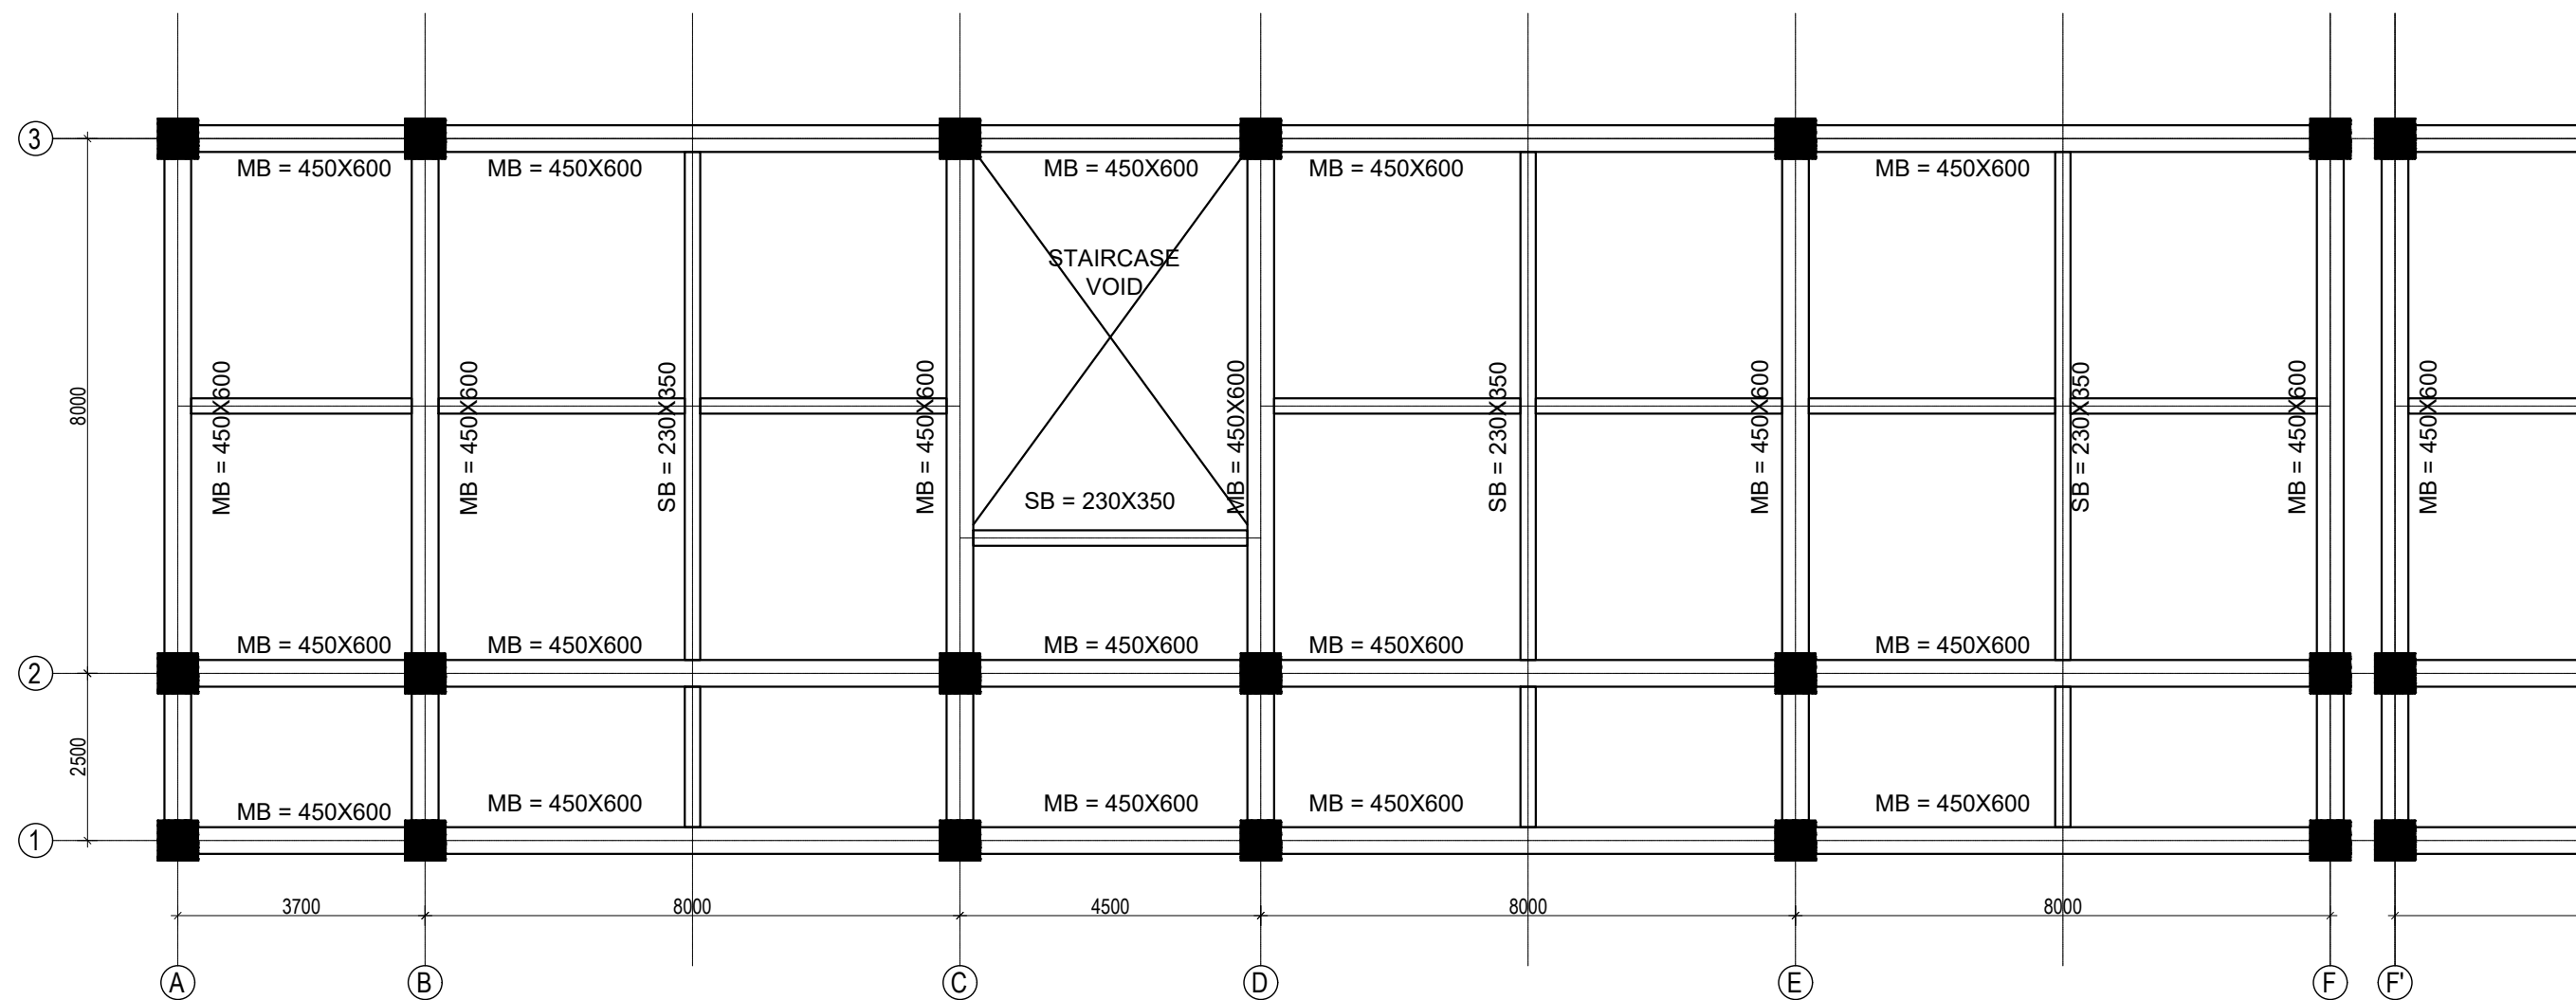 3
MB = 450X600
MB = 450X600
MB = 450X600
MB = 450X600
MB = 450X600
STAIRCASE
VOID
8000
MB = 450X600
MB = 450X600
SB = 230X350
MB = 450X600
MB = 450X600
SB = 230X350
MB = 450X600
SB = 230X350
MB = 450X600
MB = 450X600
SB = 230X350
MB = 450X600
MB = 450X600
MB = 450X600
MB = 450X600
MB = 450X600
2
2500
MB = 450X600
MB = 450X600
MB = 450X600
MB = 450X600
MB = 450X600
1
3700
8000
4500
8000
8000
A
B
C
D
E
F
F'